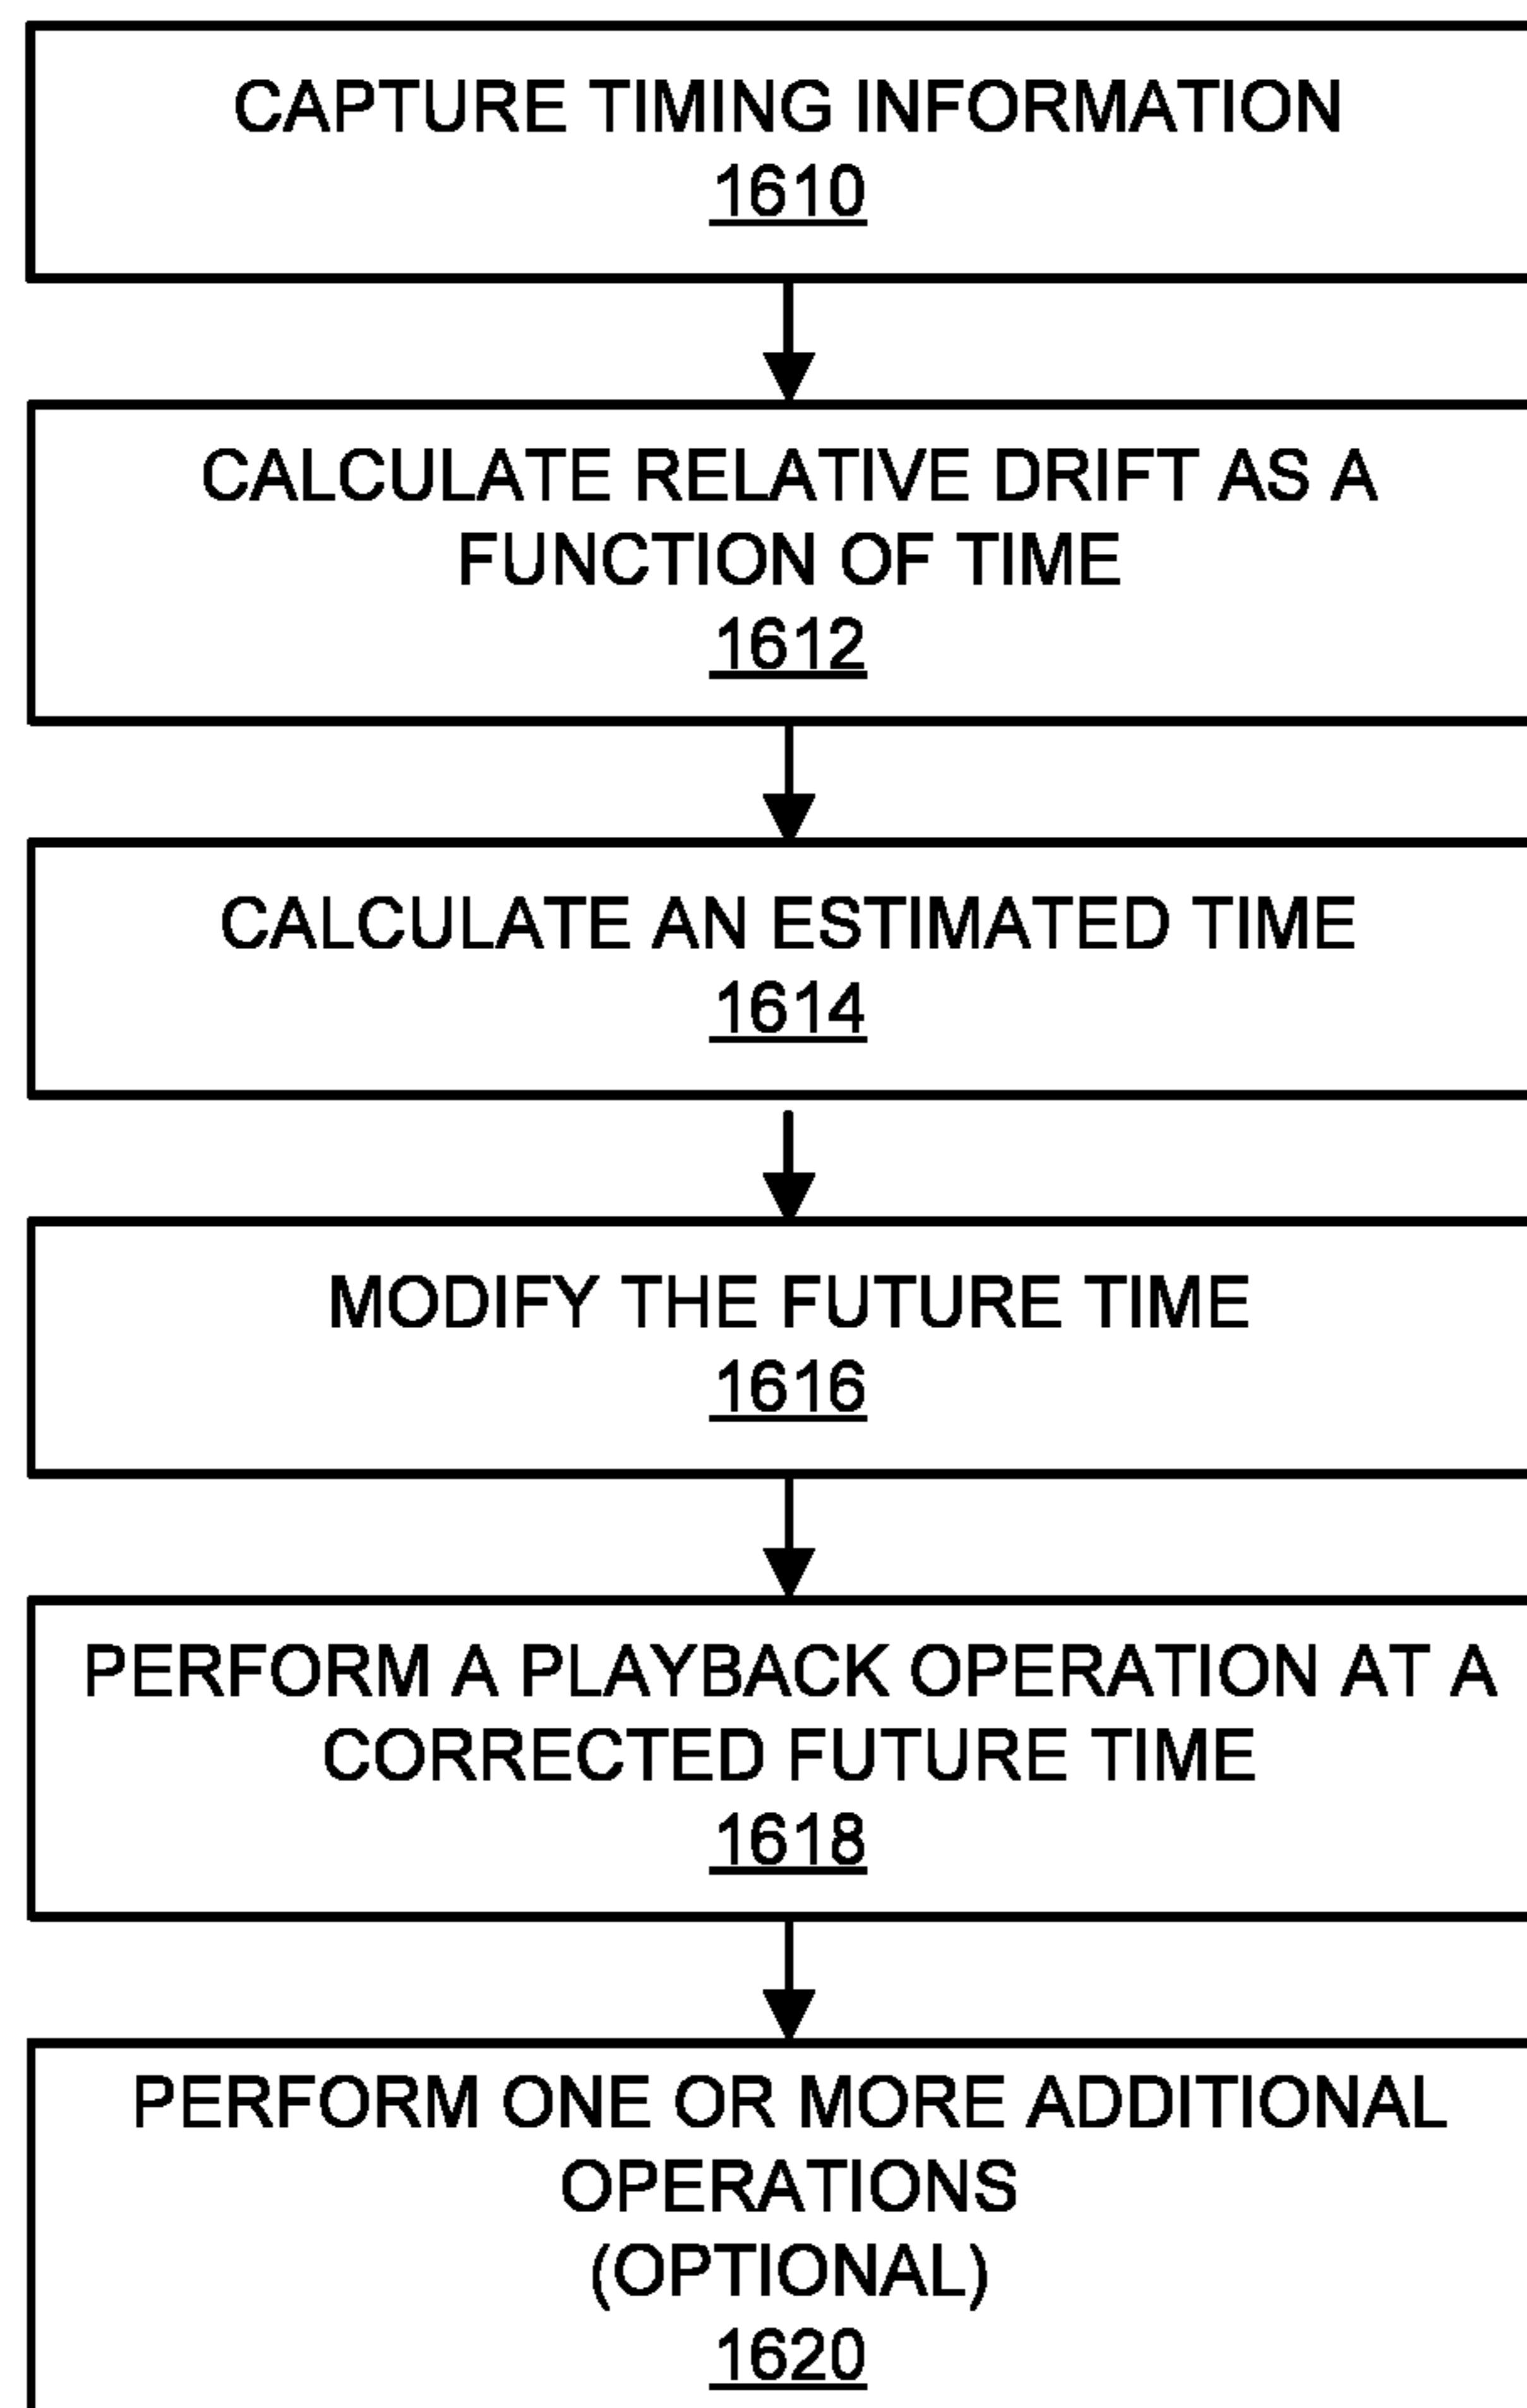 CAPTURE TIMING INFORMATION
1610
CALCULATE RELATIVE DRIFT AS A
FUNCTION OF TIME
1612
CALCULATE AN ESTIMATED TIME
1614
MODIFY THE FUTURE TIME
1616
PERFORM A PLAYBACK OPERATION AT A
CORRECTED FUTURE TIME
1618
PERFORM ONE OR MORE ADDITIONAL
OPERATIONS
(OPTIONAL)
1620